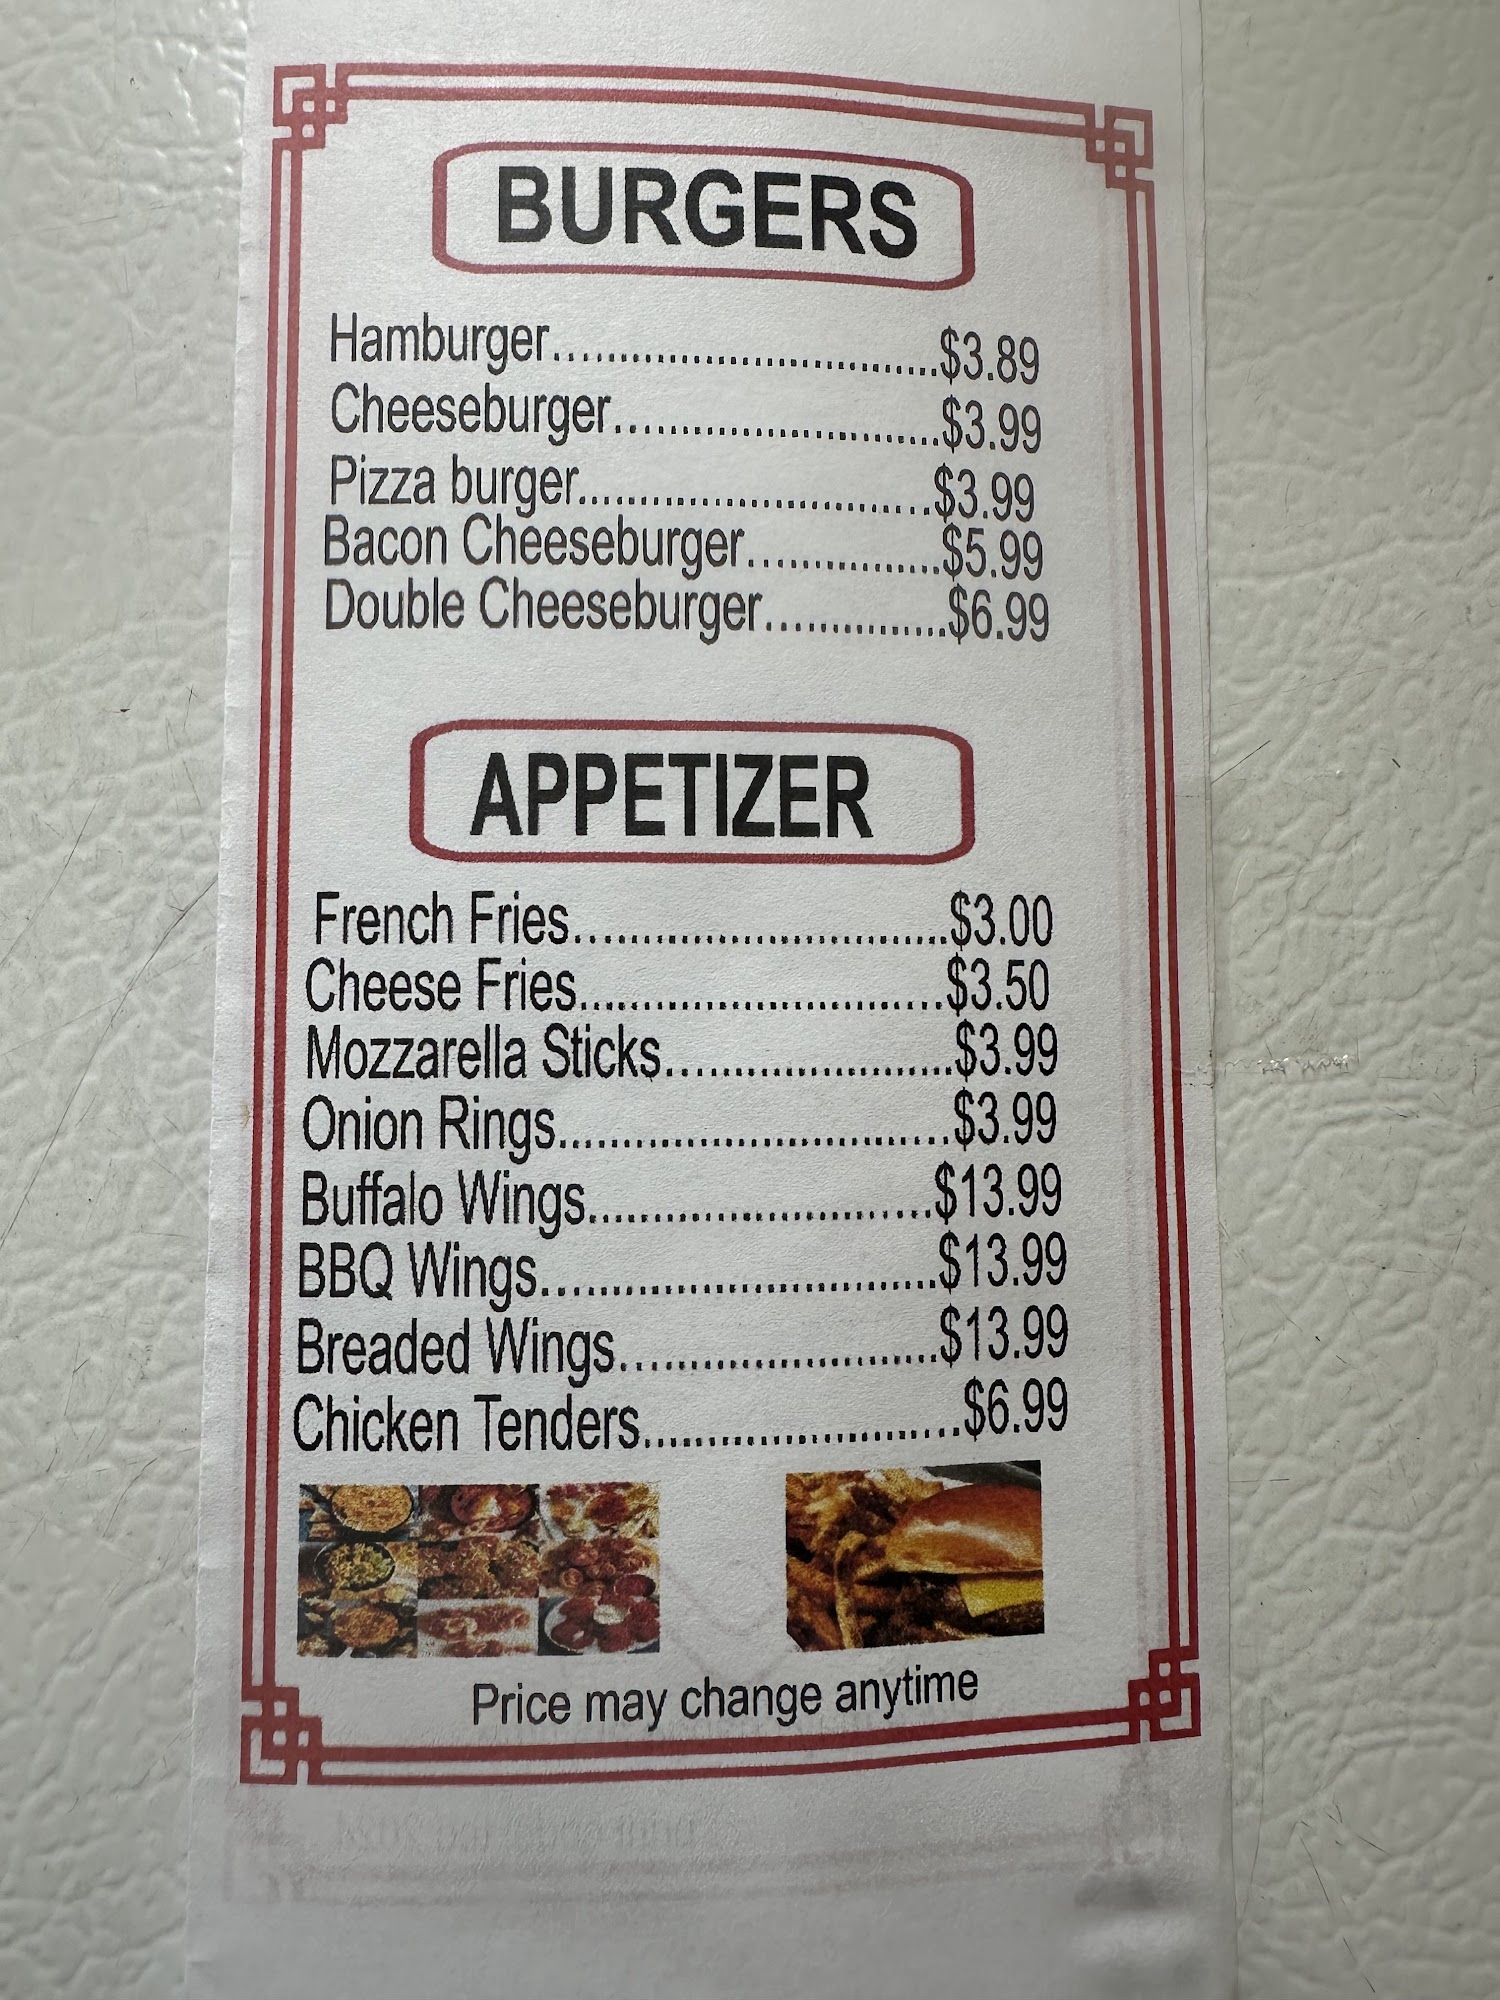 BURGERS
Hamburger....................................$3.89
Cheeseburger..............................$3.99
Pizza burger.................................$3.99
Bacon Cheeseburger..................$5.99
Double Cheeseburger.................$6.99
APPETIZER
French Fries..................................$3.00
Cheese Fries.................................$3.50
Mozzarella Sticks..........................$3.99
Onion Rings...................................$3.99
Buffalo Wings...............................$13.99
BBQ Wings...................................$13.99
Breaded Wings.............................$13.99
Chicken Tenders............................$6.99
Price may change anytime